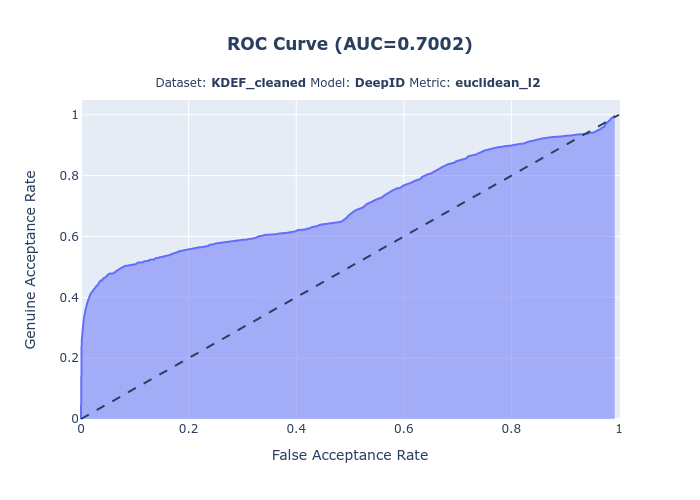 ROC Curve (AUC=0.7002)
Dataset: KDEF_cleaned Model: DeepID Metric: euclidean_l2
Genuine Acceptance Rate
1
0.8
0.6
0.4
0.2
0
0 0.2 0.4 0.6 0.8 1
False Acceptance Rate